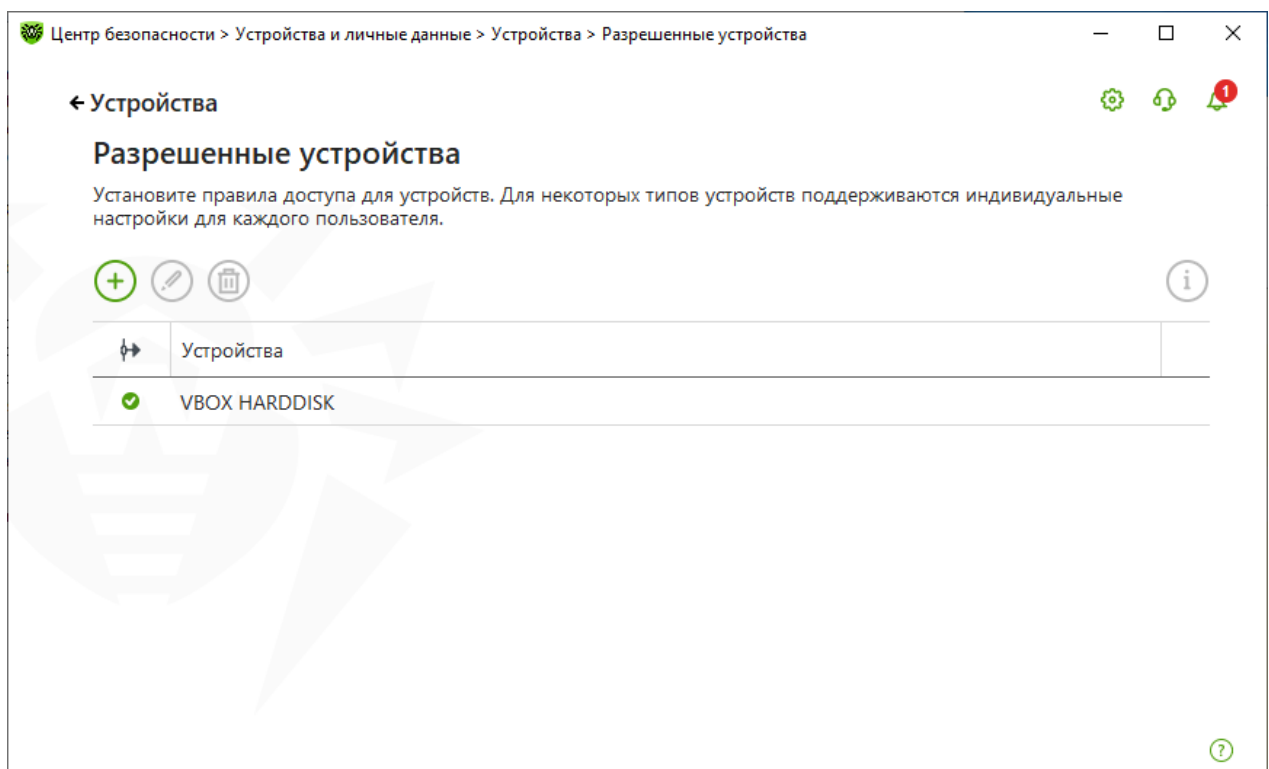 Центр безопасности > Устройства и личные данные > Устройства > Разрешенные устройства
Устройства
1
Разрешенные устройства
Установите правила доступа для устройств. Для некоторых типов устройств поддерживаются индивидуальные
настройки для каждого пользователя.
i
Устройства
VBOX HARDDISK
?